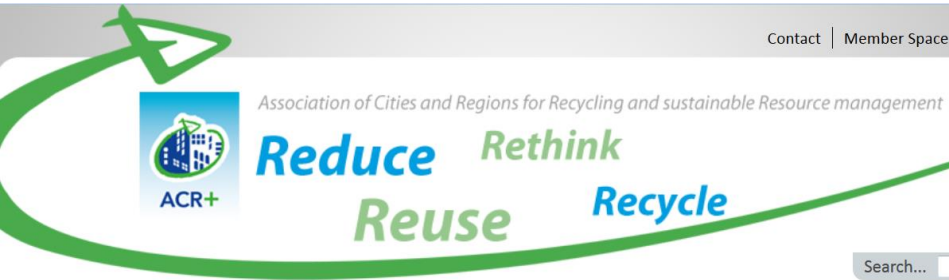 Contact | Member Space
Association of Cities and Regions for Recycling and sustainable Resource management
Reduce Rethink
ACR+
Reuse Recycle
Search...